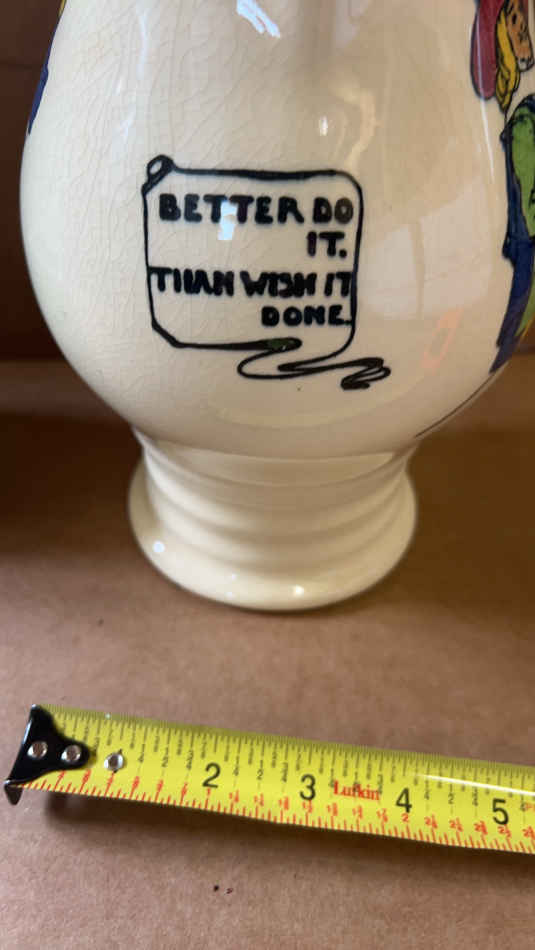 BETTER DO
IT.
THAN WISH IT
DONE.
2 3 Lufkin 4 5